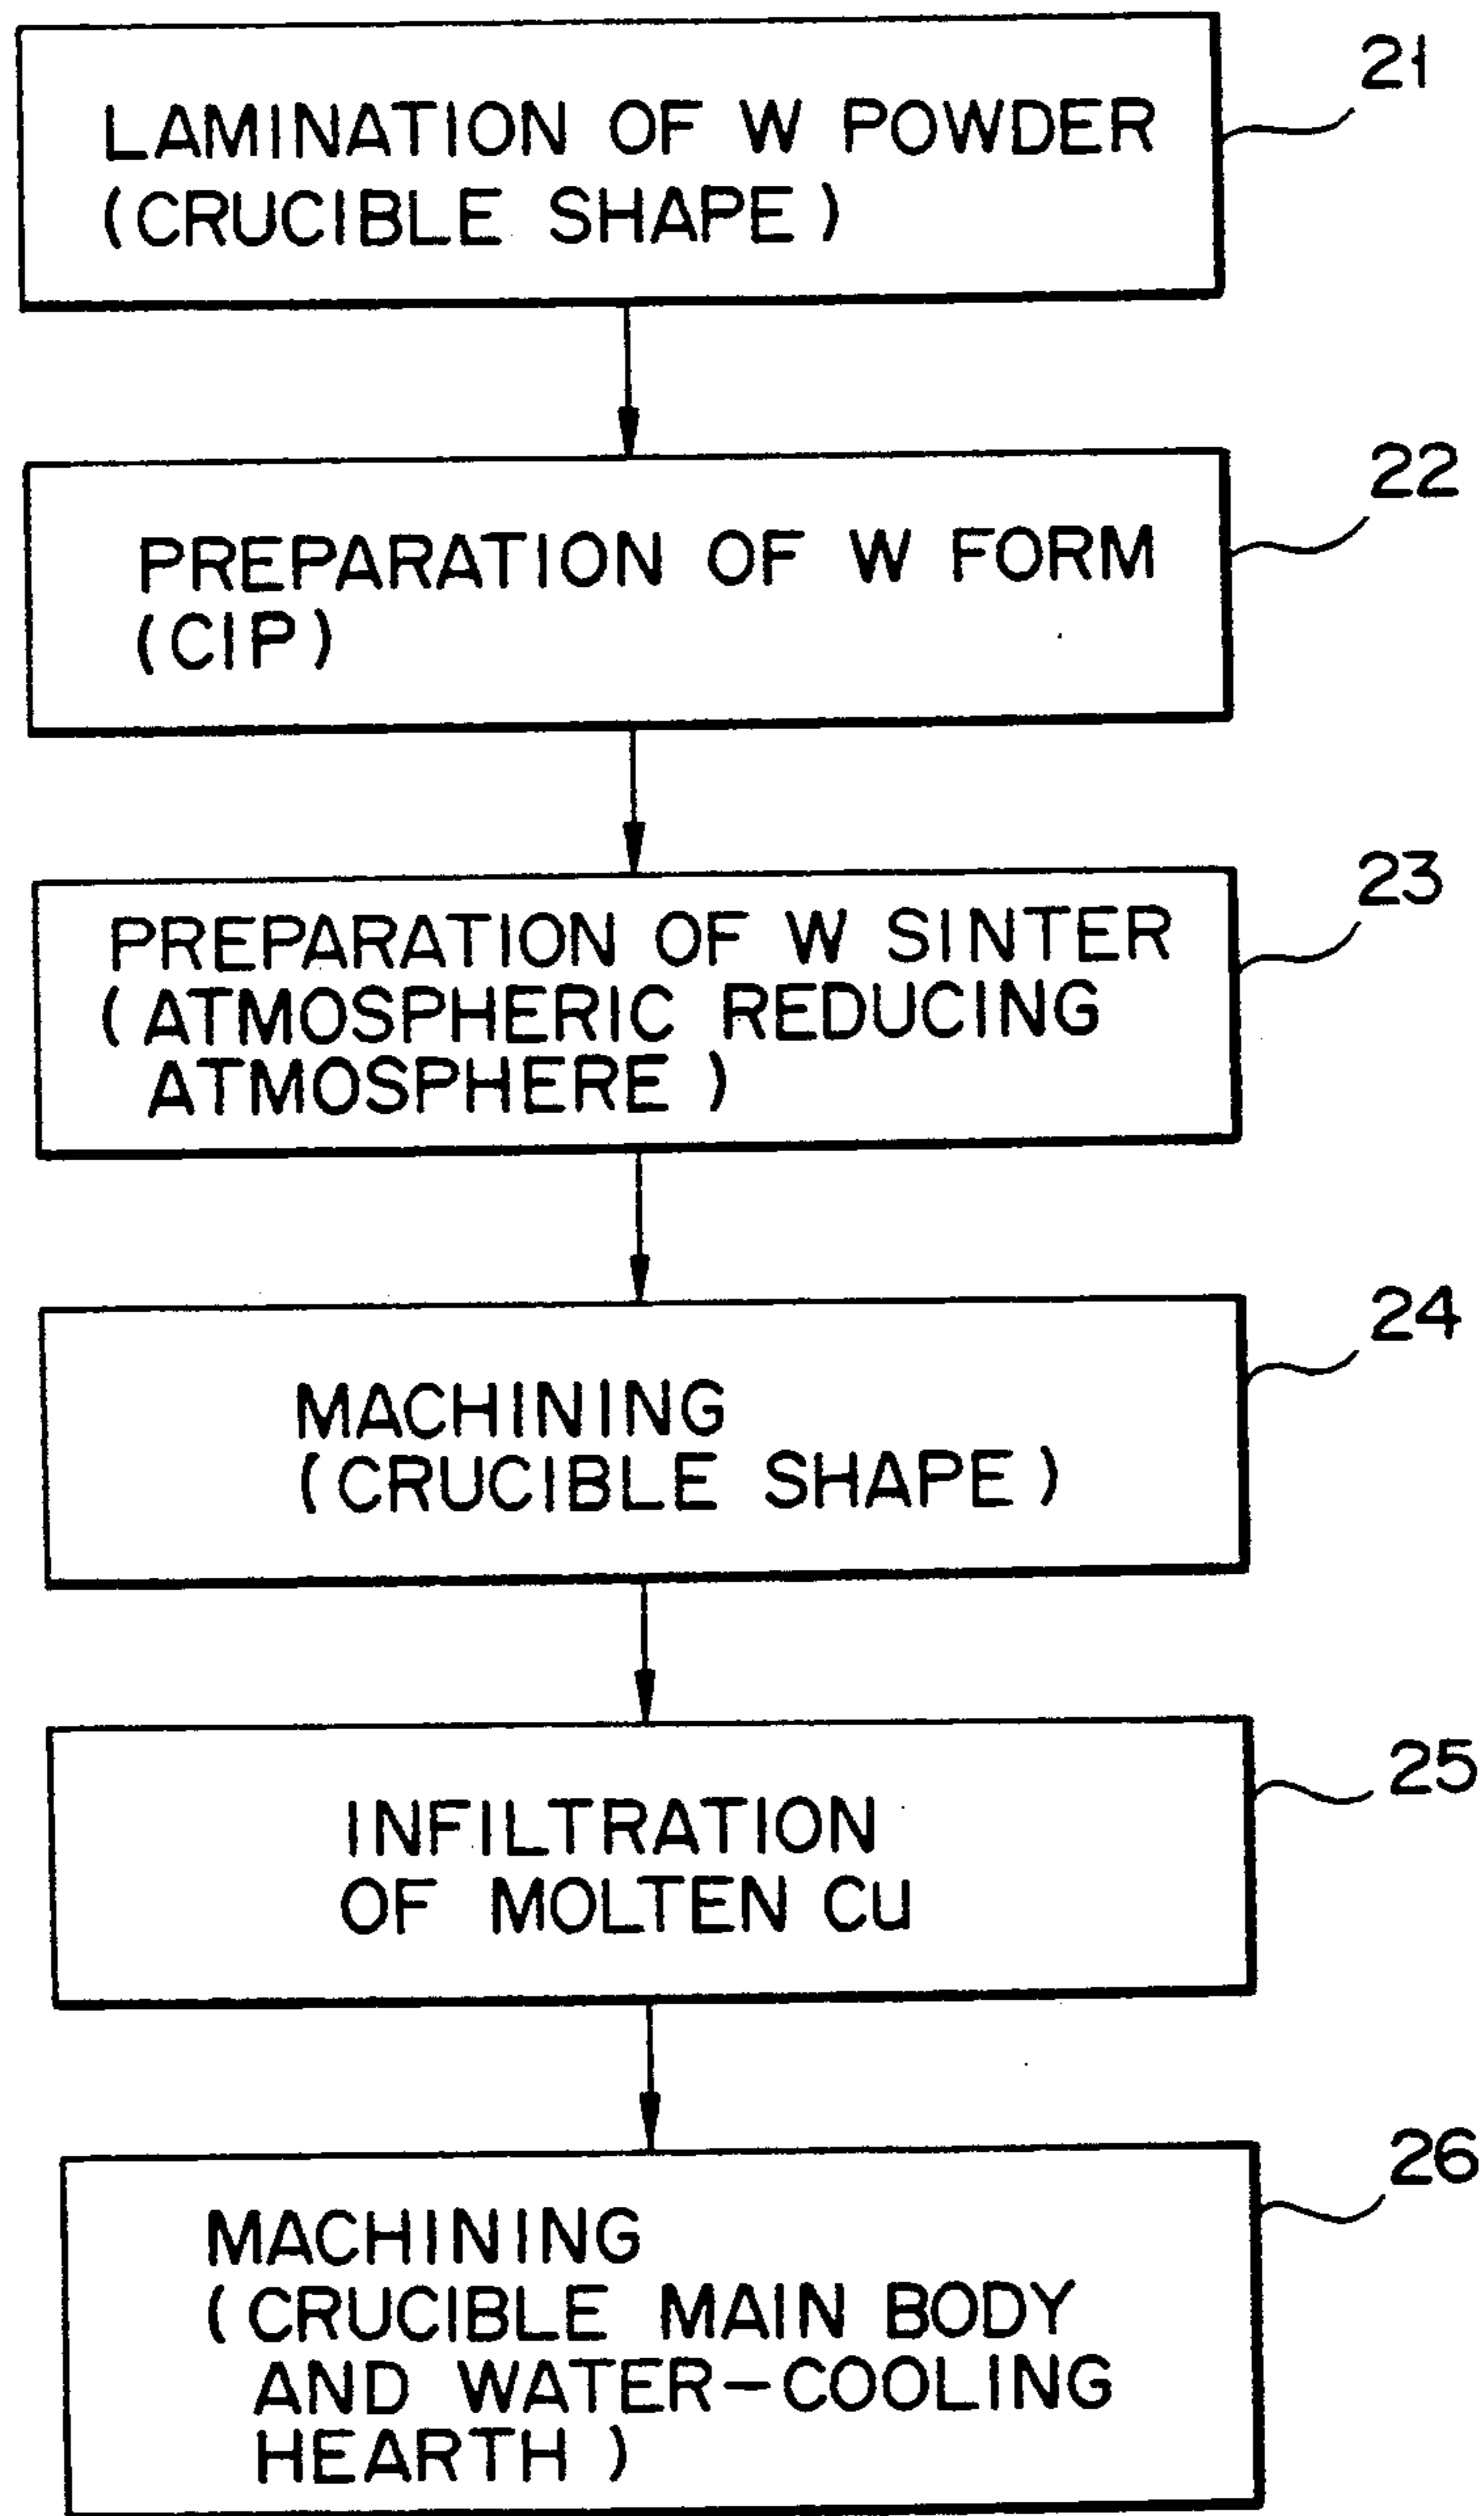 21
LAMINATION OF W POWDER
(CRUCIBLE SHAPE)
22
PREPARATION OF W FORM
(CIP)
23
PREPARATION OF W SINTER
(ATMOSPHERIC REDUCING
ATMOSPHERE)
24
MACHINING
(CRUCIBLE SHAPE)
25
INFILTRATION
OF MOLTEN Cu
26
MACHINING
(CRUCIBLE MAIN BODY
AND WATER-COOLING
HEARTH)